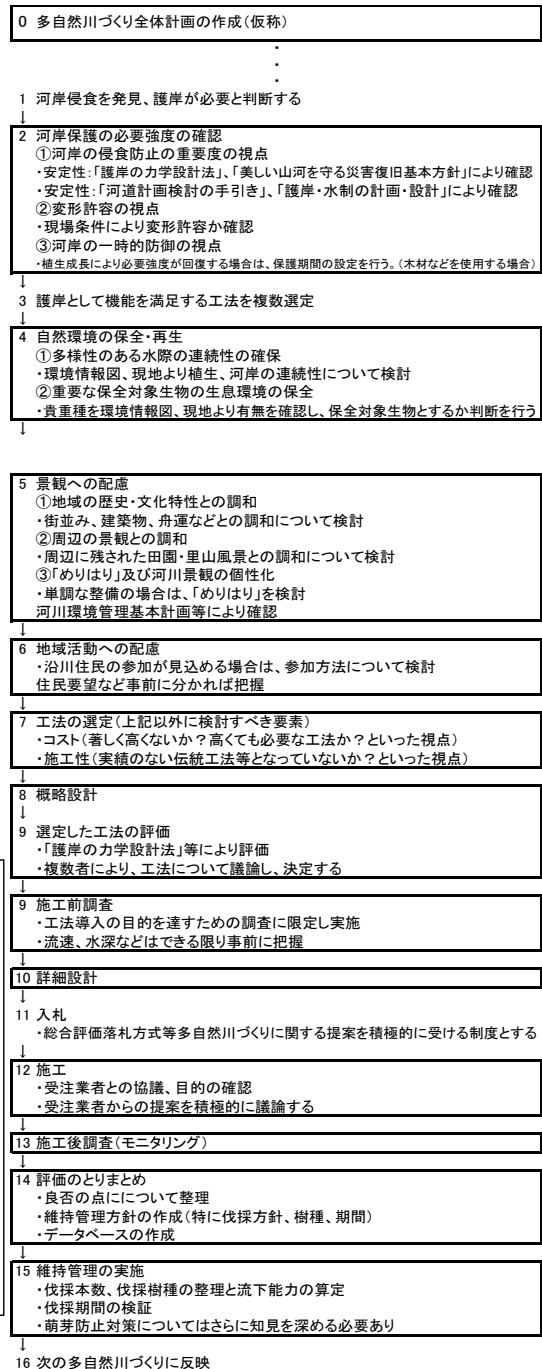 0 多自然川づくり全体計画の作成(仮称)
・
・
・
1 河岸侵食を発見、護岸が必要と判断する
↓
2 河岸保護の必要強度の確認
①河岸の侵食防止の重要度の視点
・安定性:「護岸の力学設計法」、「美しい山河を守る災害復旧基本方針」により確認
・安定性:「河道計画検討の手引き」、「護岸・水制の計画・設計」により確認
②変形許容の視点
・現場条件により変形許容か確認
③河岸の一時的防御の視点
・植生成長により必要強度が回復する場合は、保護期間の設定を行う。(木材などを使用する場合)
↓
3 護岸として機能を満足する工法を複数選定
↓
4 自然環境の保全・再生
①多様性のある水際の連続性の確保
・環境情報図、現地より植生、河岸の連続性について検討
②重要な保全対象生物の生息環境の保全
・貴重種を環境情報図、現地より有無を確認し、保全対象生物とするか判断を行う
↓
5 景観への配慮
①地域の歴史・文化特性との調和
・街並み、建築物、舟運などとの調和について検討
②周辺の景観との調和
・周辺に残された田園・里山風景との調和について検討
③「めりはり」及び河川景観の個性化
・単調な整備の場合は、「めりはり」を検討
河川環境管理基本計画等により確認
↓
6 地域活動への配慮
・沿川住民の参加が見込める場合は、参加方法について検討
住民要望など事前に分かれば把握
↓
7 工法の選定(上記以外に検討すべき要素)
・コスト(著しく高くないか?高くても必要な工法か?といった視点)
・施工性(実績のない伝統工法等となっていないか?といった視点)
↓
8 概略設計
↓
9 選定した工法の評価
・「護岸の力学設計法」等により評価
・複数者により、工法について議論し、決定する
↓
9 施工前調査
・工法導入の目的を達すための調査に限定し実施
・流速、水深などはできる限り事前に把握
↓
10 詳細設計
↓
11 入札
・総合評価落札方式等多自然川づくりに関する提案を積極的に受ける制度とする
↓
12 施工
・受注業者との協議、目的の確認
・受注業者からの提案を積極的に議論する
↓
13 施工後調査(モニタリング)
↓
14 評価のとりまとめ
・良否の点にについて整理
・維持管理方針の作成(特に伐採方針、樹種、期間)
・データベースの作成
↓
15 維持管理の実施
・伐採本数、伐採樹種の整理と流下能力の算定
・伐採期間の検証
・萌芽防止対策についてはさらに知見を深める必要あり
↓
16 次の多自然川づくりに反映